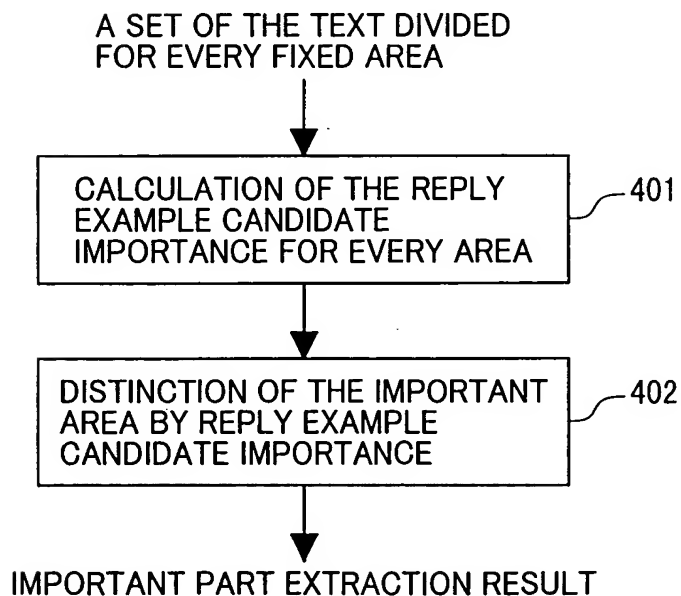 A SET OF THE TEXT DIVIDED
FOR EVERY FIXED AREA
CALCULATION OF THE REPLY
EXAMPLE CANDIDATE
IMPORTANCE FOR EVERY AREA
401
DISTINCTION OF THE IMPORTANT
AREA BY REPLY EXAMPLE
CANDIDATE IMPORTANCE
402
IMPORTANT PART EXTRACTION RESULT